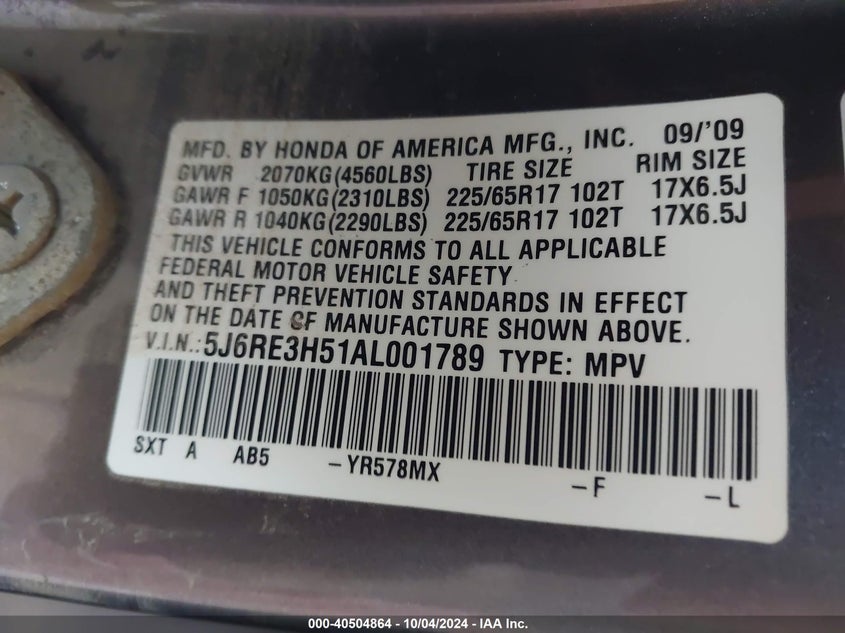 MFD. BY HONDA OF AMERICA MFG., INC. 09/'09
GVWR 2070KG(4560LBS) TIRE SIZE RIM SIZE
GAWR F 1050KG(2310LBS) 225/65R17 102T 17X6.5J
GAWR R 1040KG(2290LBS) 225/65R17 102T 17X6.5J
THIS VEHICLE CONFORMS TO ALL APPLICABLE
FEDERAL MOTOR VEHICLE SAFETY
AND THEFT PREVENTION STANDARDS IN EFFECT
ON THE DATE OF MANUFACTURE SHOWN ABOVE.
V.I.N.:5J6RE3H51AL001789 TYPE: MPV
SXT A AB5 -YR578MX -F -L
000-40504864 - 10/04/2024 - IAA Inc.